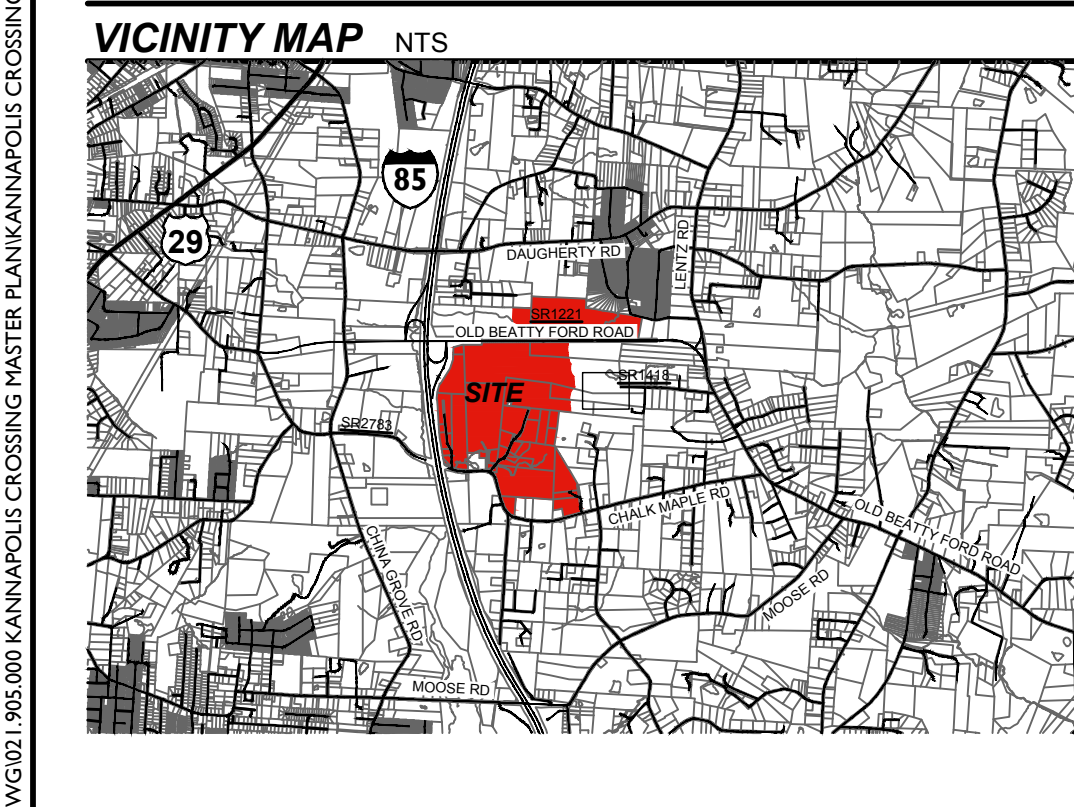 WG\021.905.000 KANNAPOLIS CROSSING MASTER PLAN\KANNAPOLIS CROSSING
VICINITY MAP NTS
85
29
DAUGHERTY RD
LENTZ RD
SR1221
OLD BEATTY FORD ROAD
SR1418
SITE
SR2783
CHALK MAPLE RD
OLD BEATTY FORD ROAD
CHINA GROVE RD
MOOSE RD
MOOSE RD